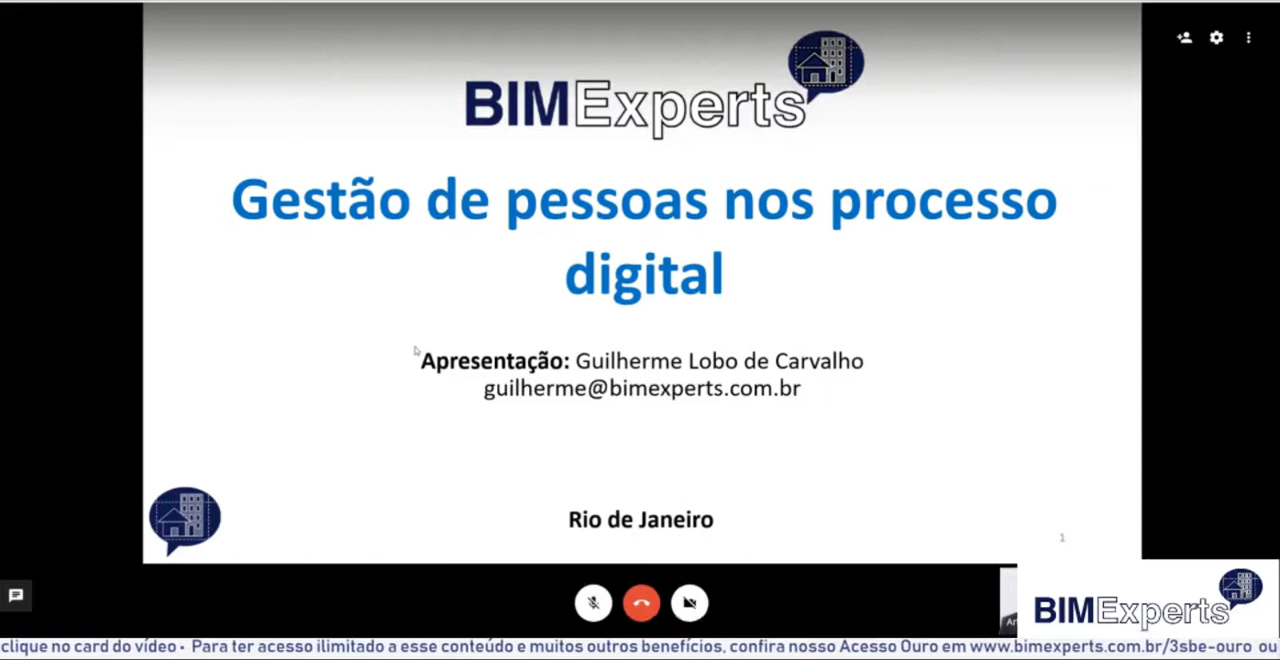 BIMExperts
Gestão de pessoas nos processo
digital
Apresentação: Guilherme Lobo de Carvalho
guilherme@bimexperts.com.br
Rio de Janeiro
1
BIMExperts
clique no card do vídeo • Para ter acesso ilimitado a esse conteúdo e muitos outros benefícios, confira nosso Acesso Ouro em www.bimexperts.com.br/3sbe-ouro ou